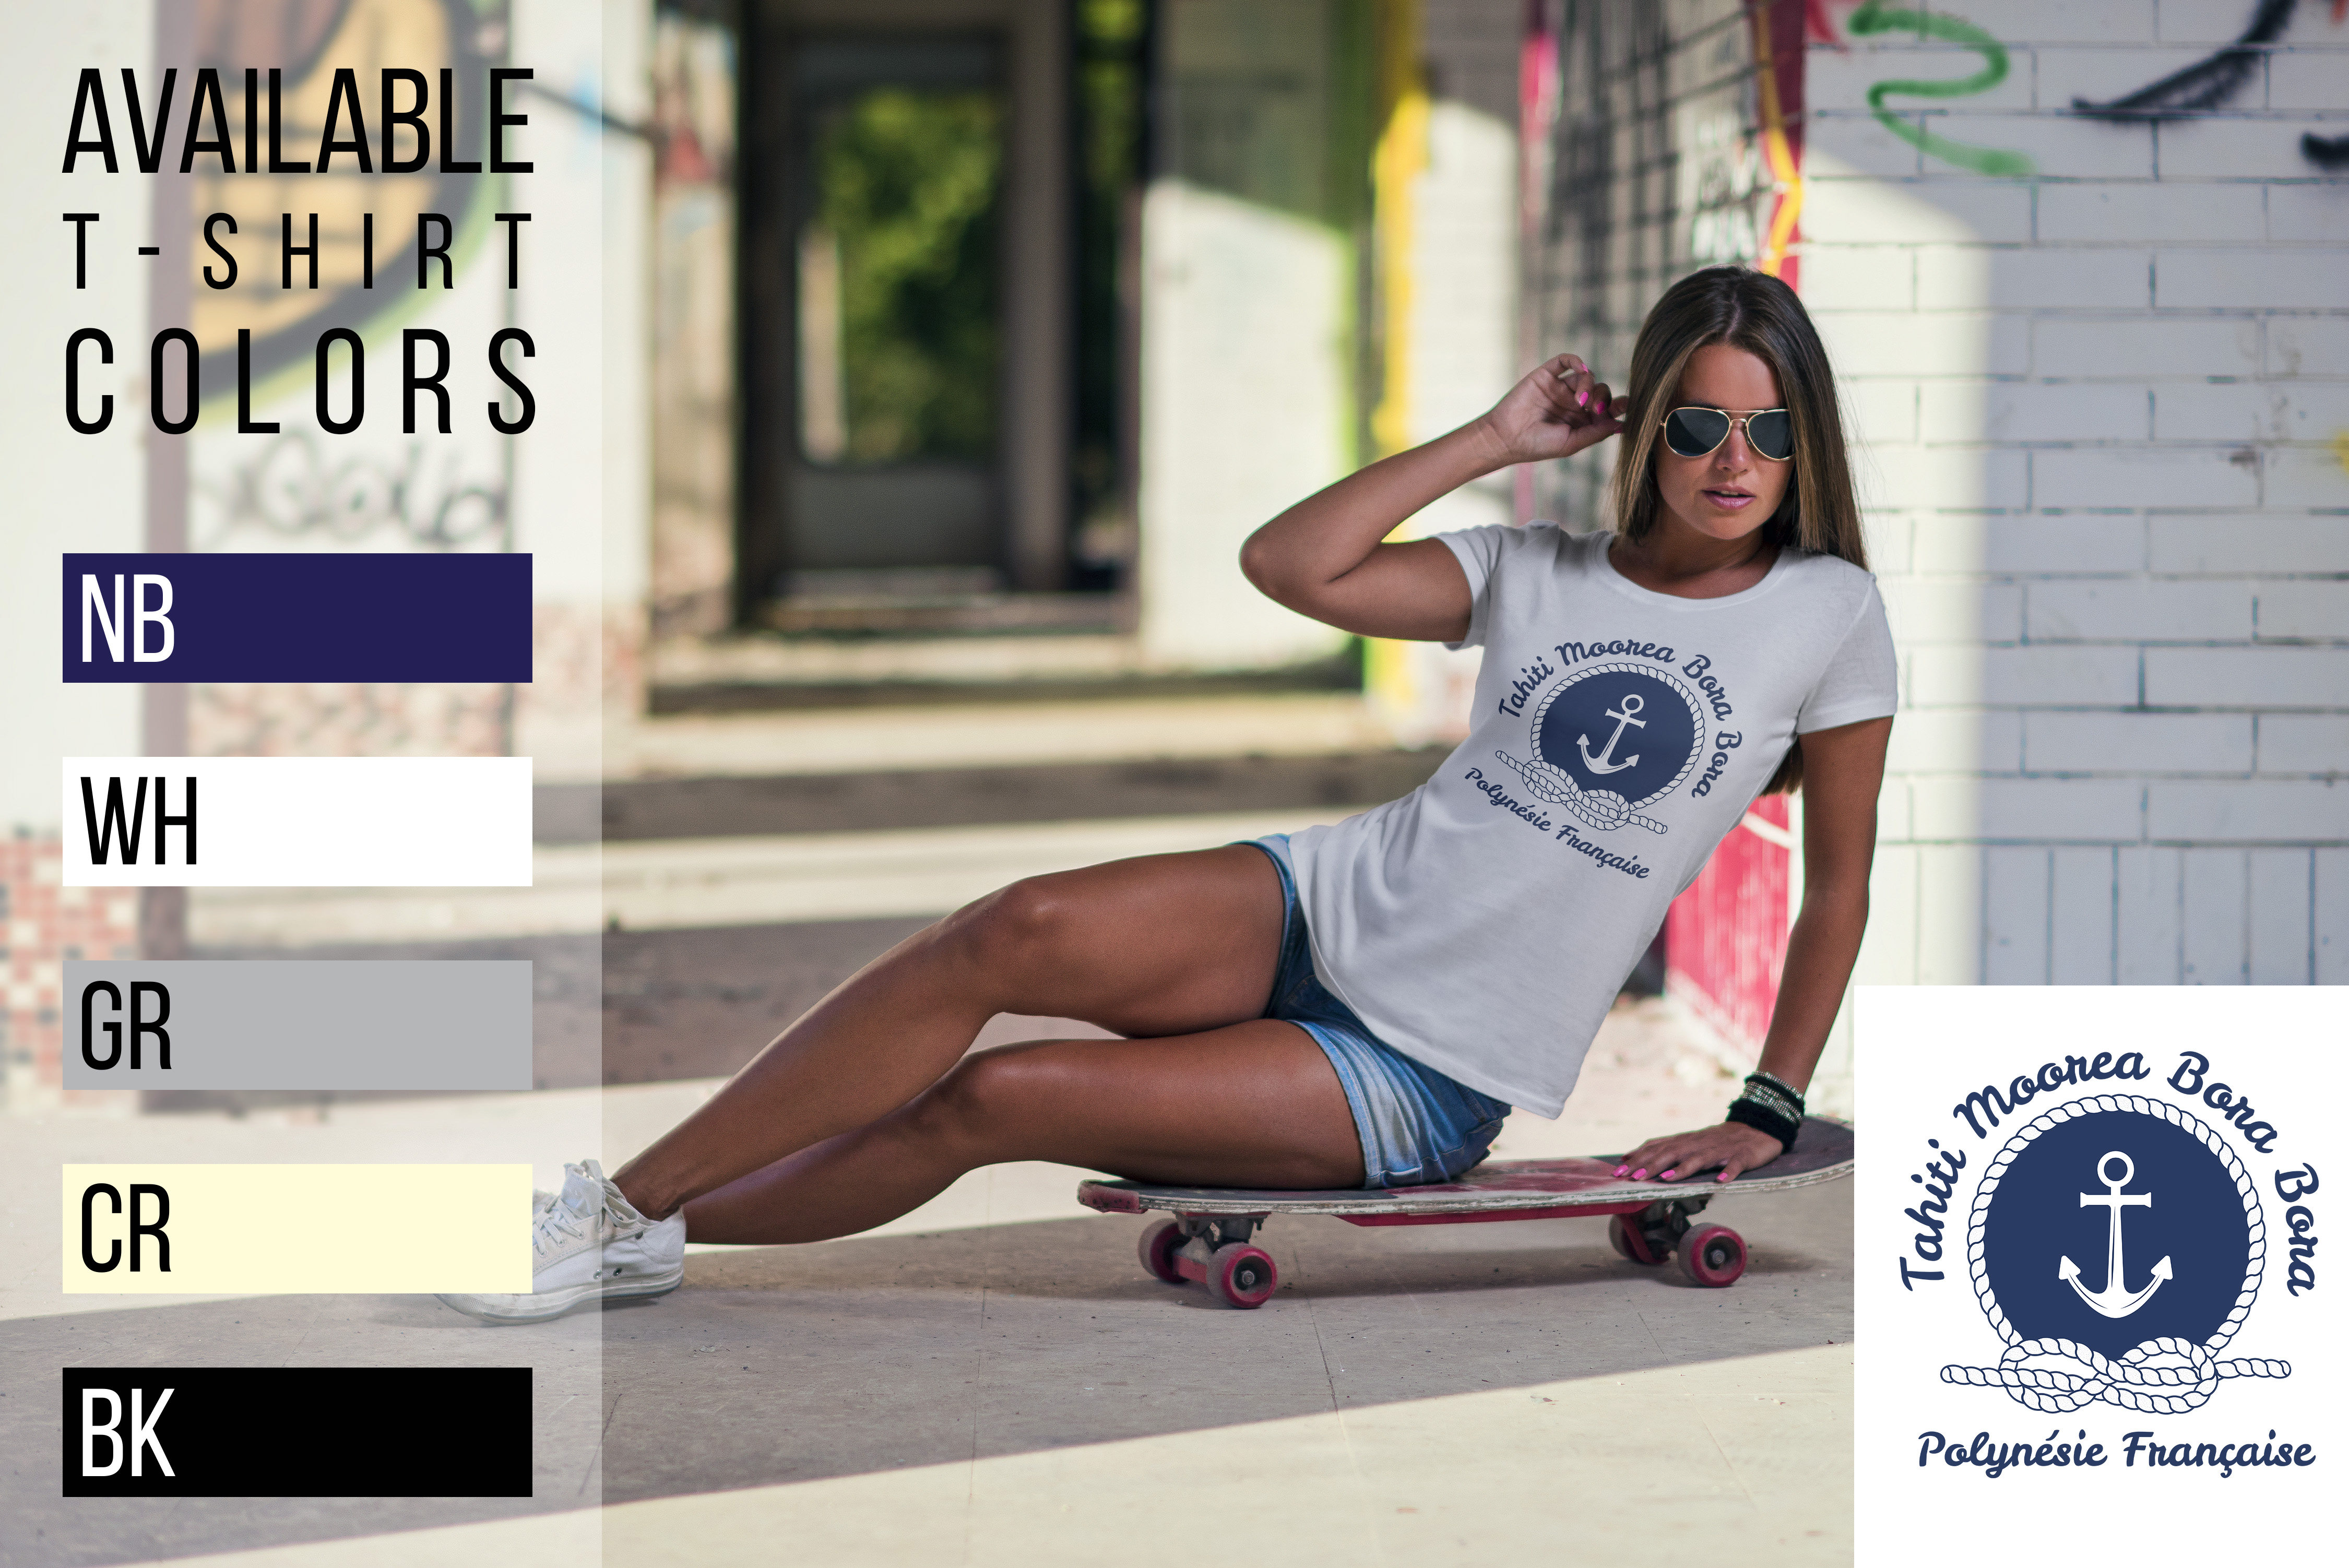 AVAILABLE
T-SHIRT
COLORS
NB
WH
GR
CR
BK
Tahiti Moorea Bora Bora
Polynésie Française
Tahiti Moorea Bora Bora
Polynésie Française